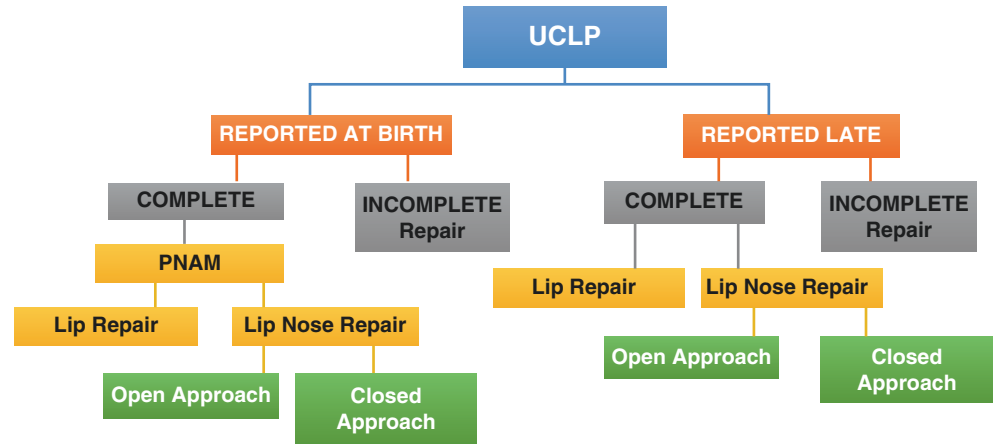 UCLP
REPORTED AT BIRTH
REPORTED LATE
COMPLETE
INCOMPLETE
Repair
COMPLETE
INCOMPLETE
Repair
PNAM
Lip Repair
Lip Nose Repair
Lip Repair
Lip Nose Repair
Open Approach
Closed
Approach
Open Approach
Closed
Approach